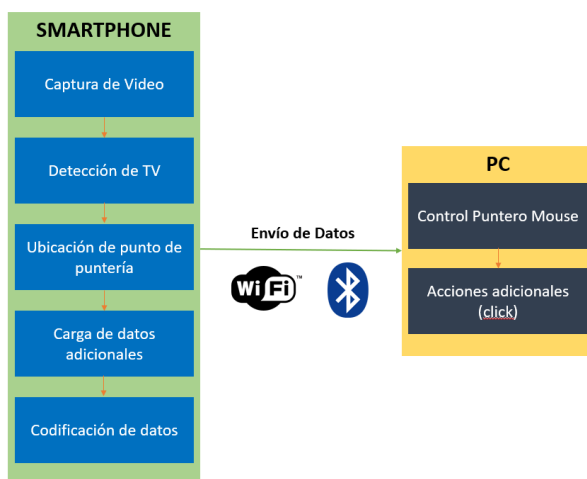 SMARTPHONE
Captura de Video
Detección de TV
Ubicación de punto de
puntería
Carga de datos
adicionales
Codificación de datos
Envío de Datos
WiFi™
PC
Control Puntero Mouse
Acciones adicionales
(click)